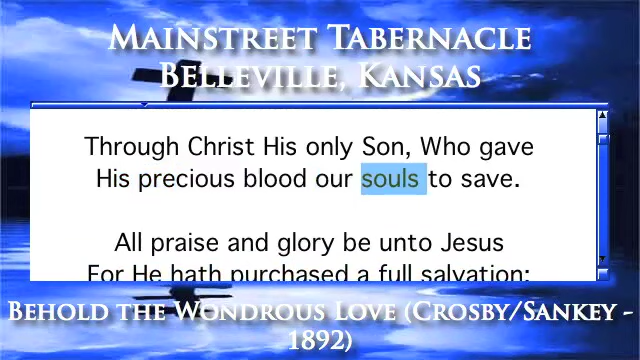 Mainstreet Tabernacle
Belleville, Kansas
Through Christ His only Son, Who gave
His precious blood our souls to save.
All praise and glory be unto Jesus
For He hath purchased a full salvation;
Behold the Wondrous Love (Crosby/Sankey -
1892)